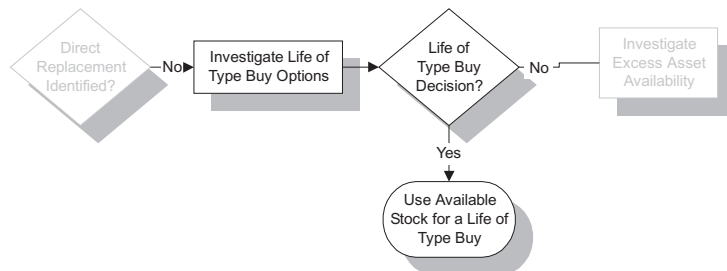 Direct
Replacement
Identified?
No
Investigate Life of
Type Buy Options
Life of
Type Buy
Decision?
No
Investigate
Excess Asset
Availability
Yes
Use Available
Stock for a Life of
Type Buy